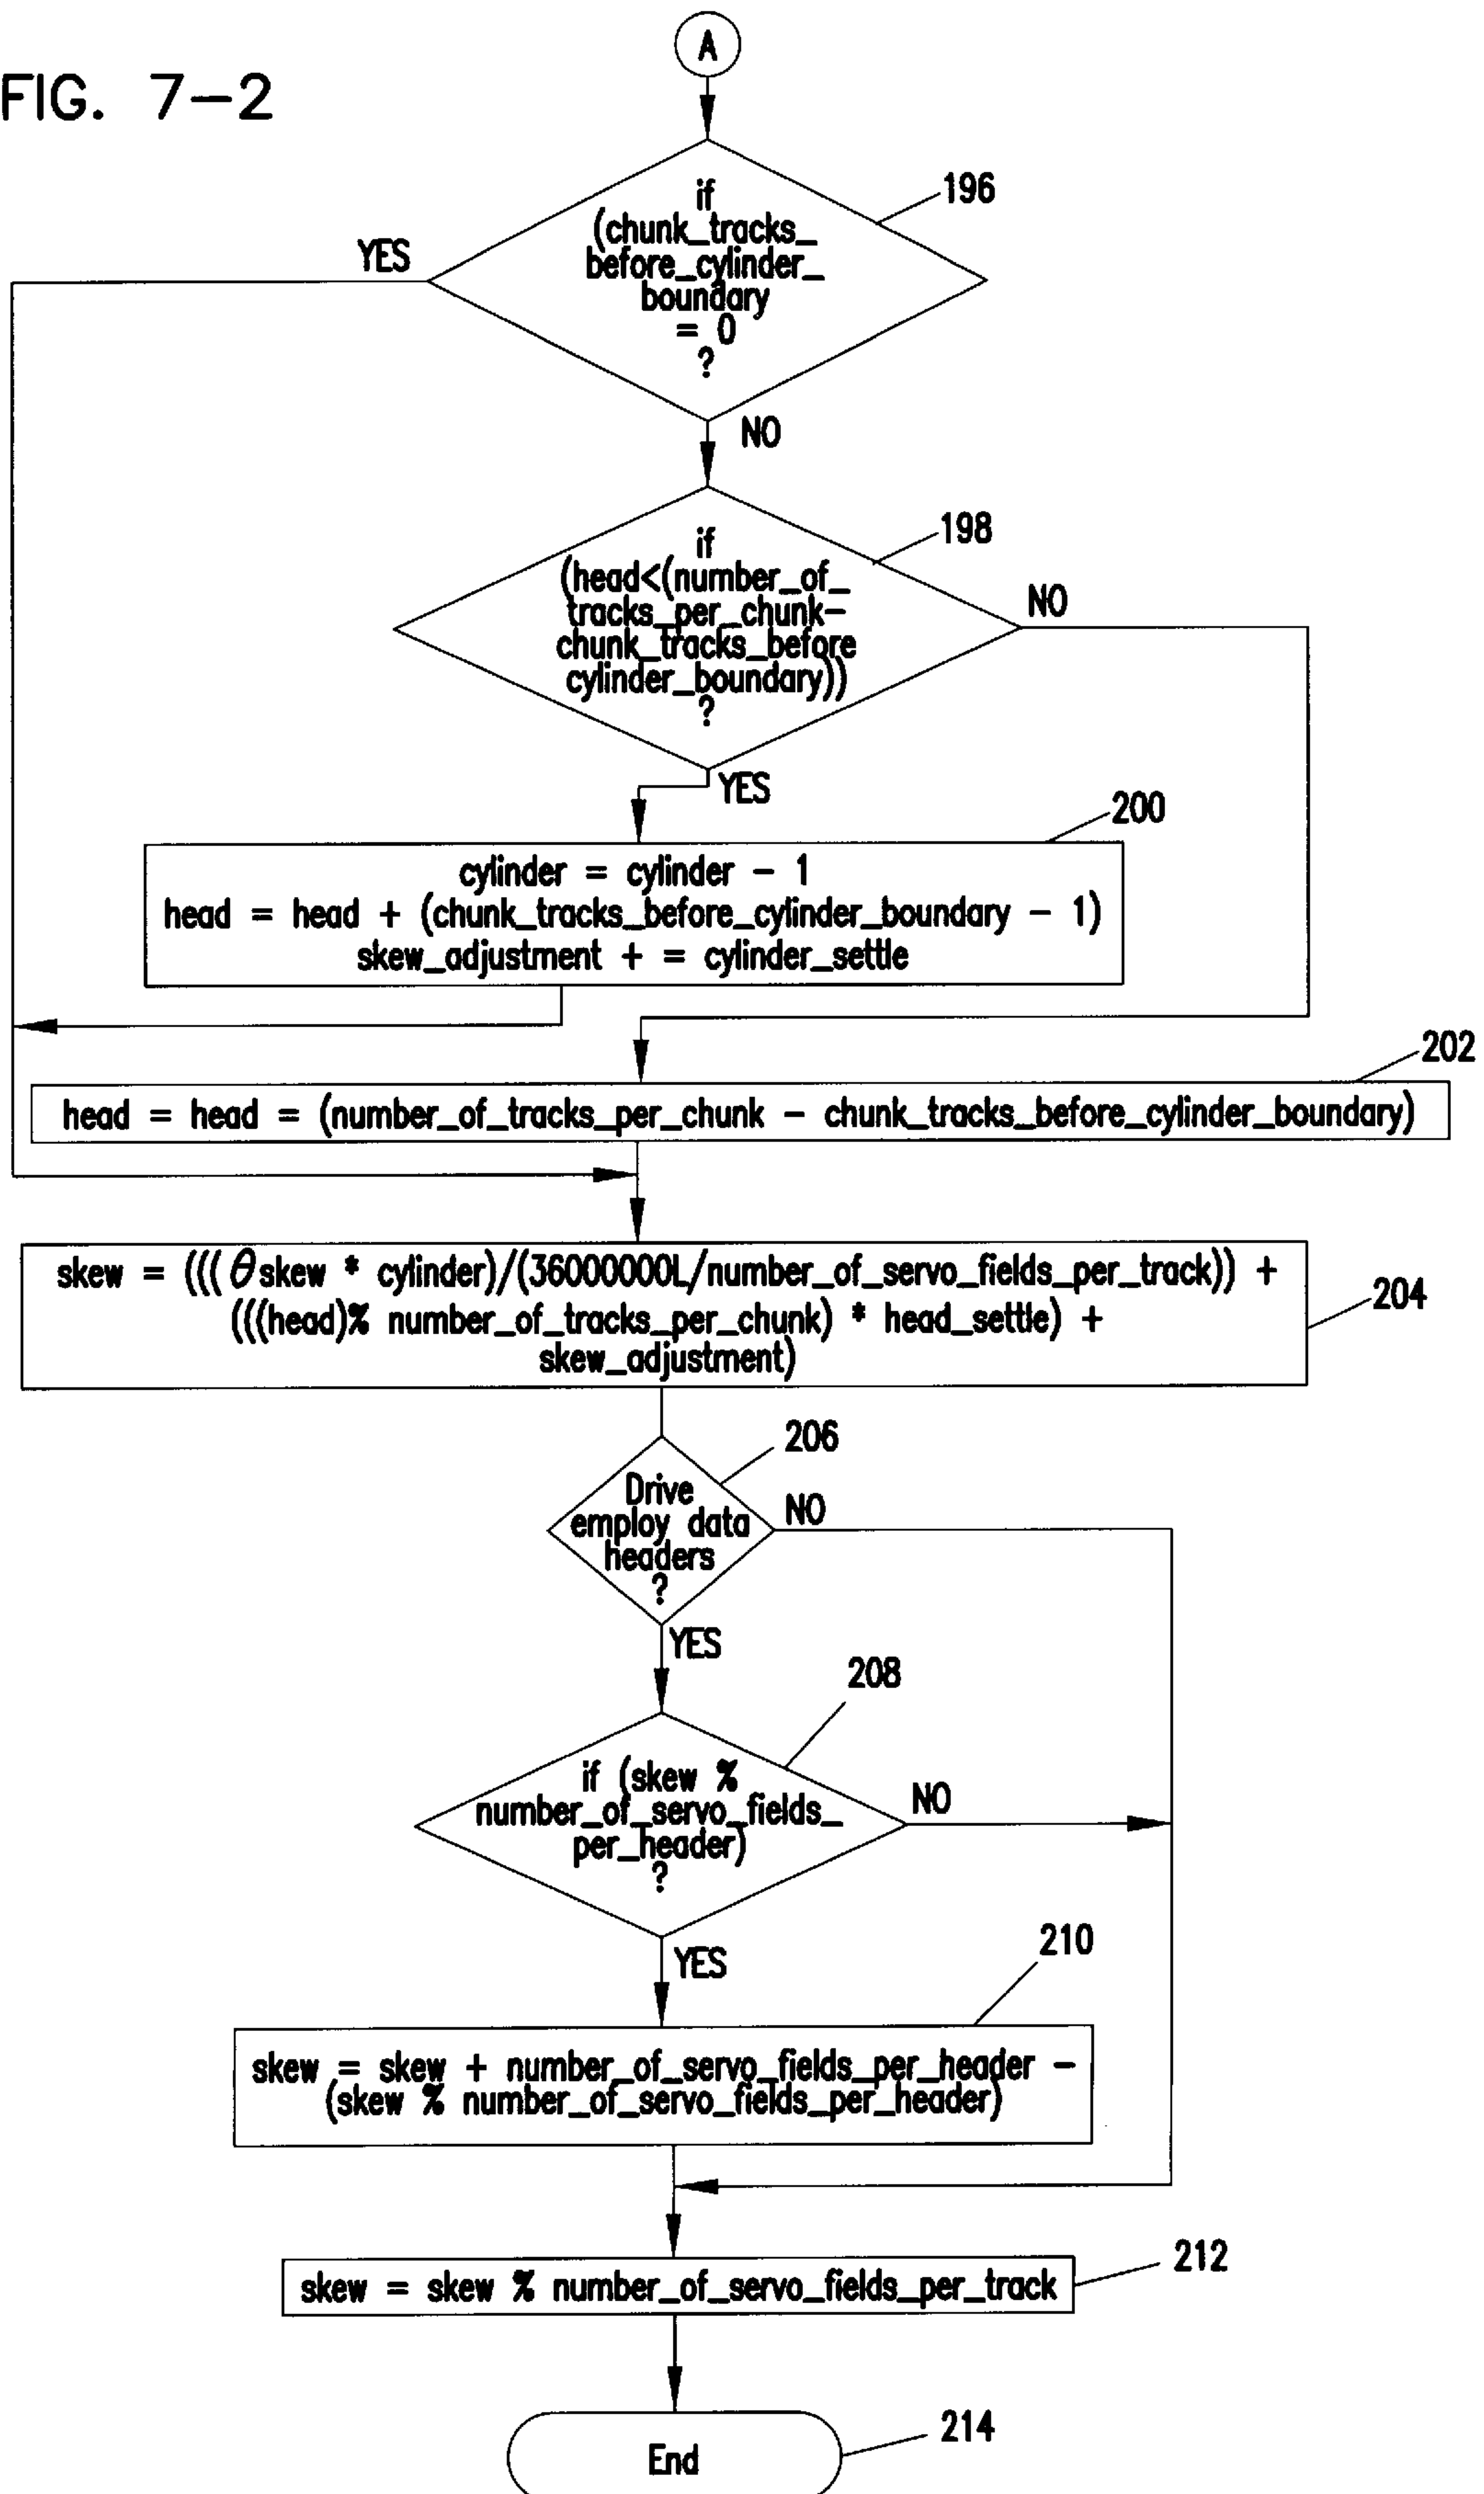 A
FIG. 7-2
196
if
(chunk_tracks_
before_cylinder_
boundary
= 0
?
YES
NO
198
if
(head<(number_of_
tracks_per_chunk-
chunk_tracks_before
cylinder_boundary))
?
NO
YES
200
cylinder = cylinder - 1
head = head + (chunk_tracks_before_cylinder_boundary - 1)
skew_adjustment + = cylinder_settle
202
head = head = (number_of_tracks_per_chunk - chunk_tracks_before_cylinder_boundary)
skew = (((θskew * cylinder)/(36000000L/number_of_servo_fields_per_track)) +
(((head)% number_of_tracks_per_chunk) * head_settle) +
skew_adjustment)
204
206
Drive
employ data
headers
?
NO
YES
208
if (skew %
number_of_servo_fields_
per_header)
?
NO
YES
210
skew = skew + number_of_servo_fields_per_header -
(skew % number_of_servo_fields_per_header)
212
skew = skew % number_of_servo_fields_per_track
214
End